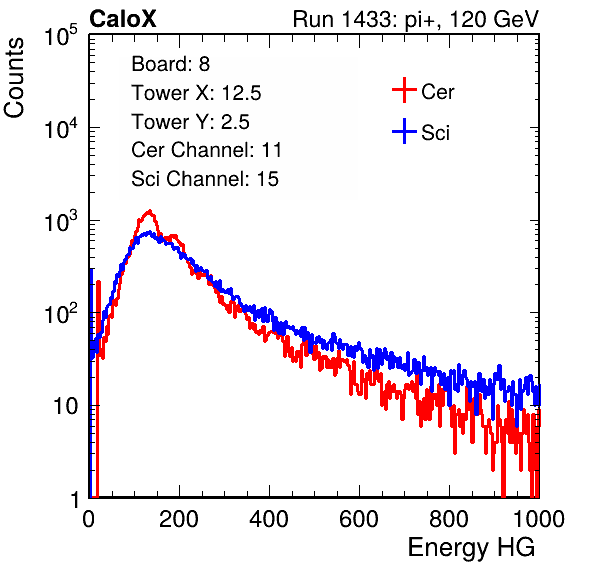 CaloX Run 1433: pi+, 120 GeV
Counts
10^5
10^4
10^3
10^2
10
1
Board: 8
Tower X: 12.5
Tower Y: 2.5
Cer Channel: 11
Sci Channel: 15
Cer
Sci
0 200 400 600 800 1000
Energy HG